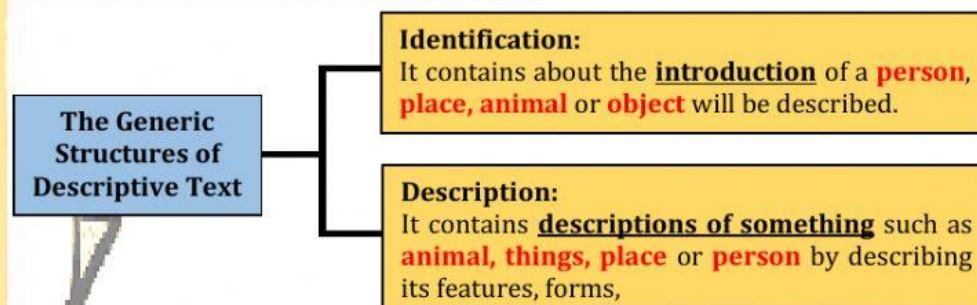 The Generic
Structures of
Descriptive Text
Identification:
It contains about the introduction of a person,
place, animal or object will be described.
Description:
It contains descriptions of something such as
animal, things, place or person by describing
its features, forms,